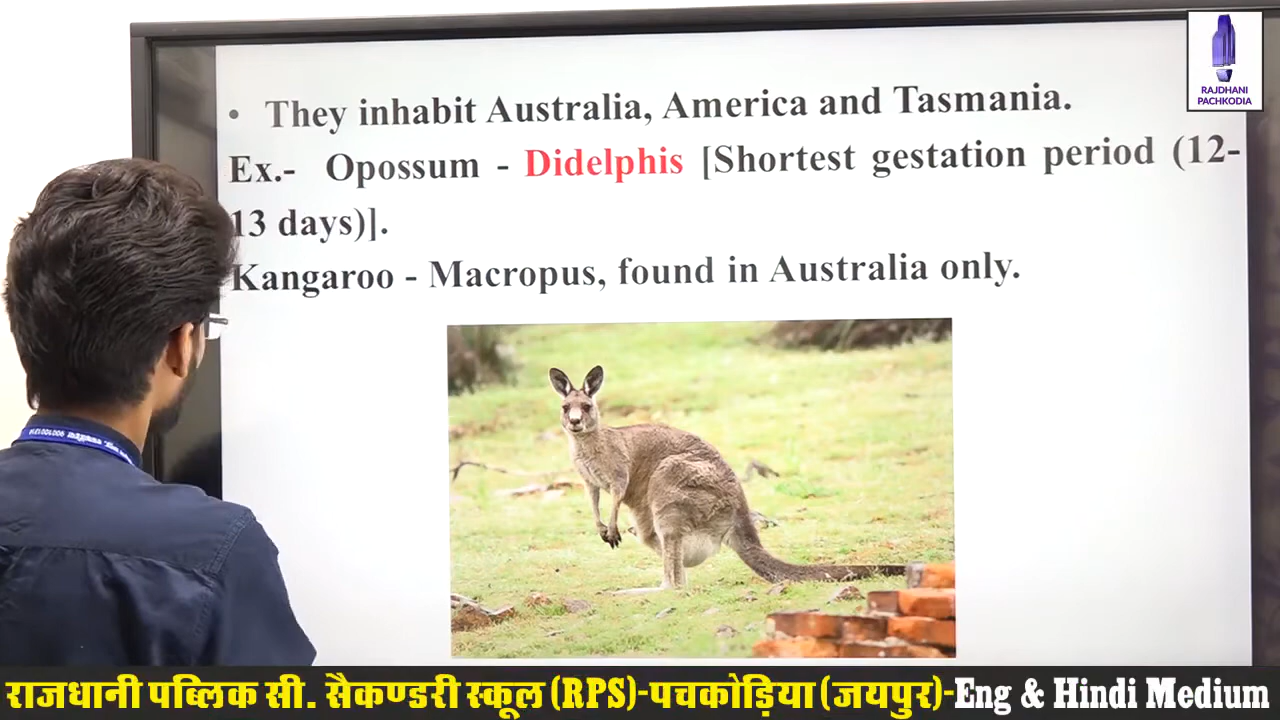 RAJDHANI
PACHKODIA
• They inhabit Australia, America and Tasmania.
Ex.- Opossum - Didelphis [Shortest gestation period (12-
13 days)].
Kangaroo - Macropus, found in Australia only.
राजधानी पब्लिक सी. सैकण्डरी स्कूल (RPS)-पचकोड़िया (जयपुर)-Eng & Hindi Medium